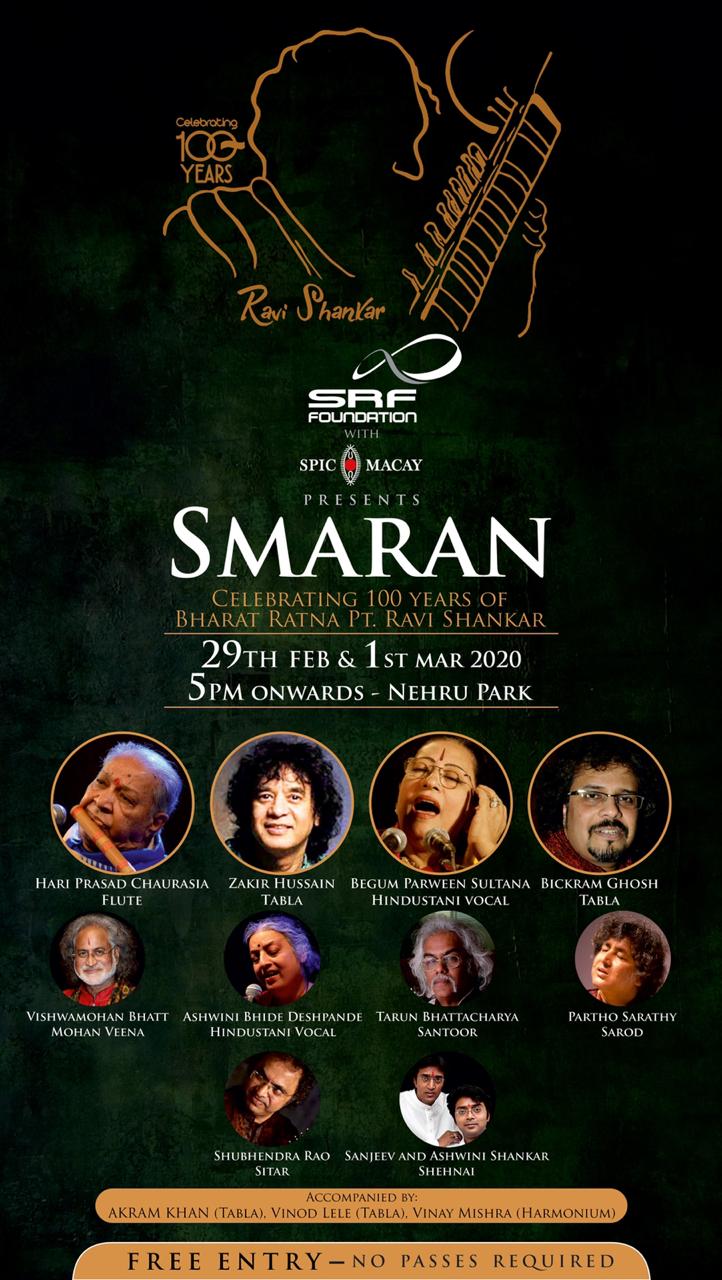 Celebrating
100
YEARS
Ravi Shankar
SRF
FOUNDATION
WITH
SPIC MACAY
PRESENTS
SMARAN
CELEBRATING 100 YEARS OF
BHARAT RATNA PT. RAVI SHANKAR
29TH FEB & 1ST MAR 2020
5PM ONWARDS - NEHRU PARK
HARI PRASAD CHAURASIA
FLUTE
ZAKIR HUSSAIN
TABLA
BEGUM PARWEEN SULTANA
HINDUSTANI VOCAL
BICKRAM GHOSH
TABLA
VISHWAMOHAN BHATT
MOHAN VEENA
ASHWINI BHIDE DESHPANDE
HINDUSTANI VOCAL
TARUN BHATTACHARYA
SANTOOR
PARTHO SARATHY
SAROD
SHUBHENDRA RAO
SITAR
SANJEEV AND ASHWINI SHANKAR
SHEHNAI
ACCOMPANIED BY:
AKRAM KHAN (TABLA), VINOD LELE (TABLA), VINAY MISHRA (HARMONIUM)
FREE ENTRY – NO PASSES REQUIRED